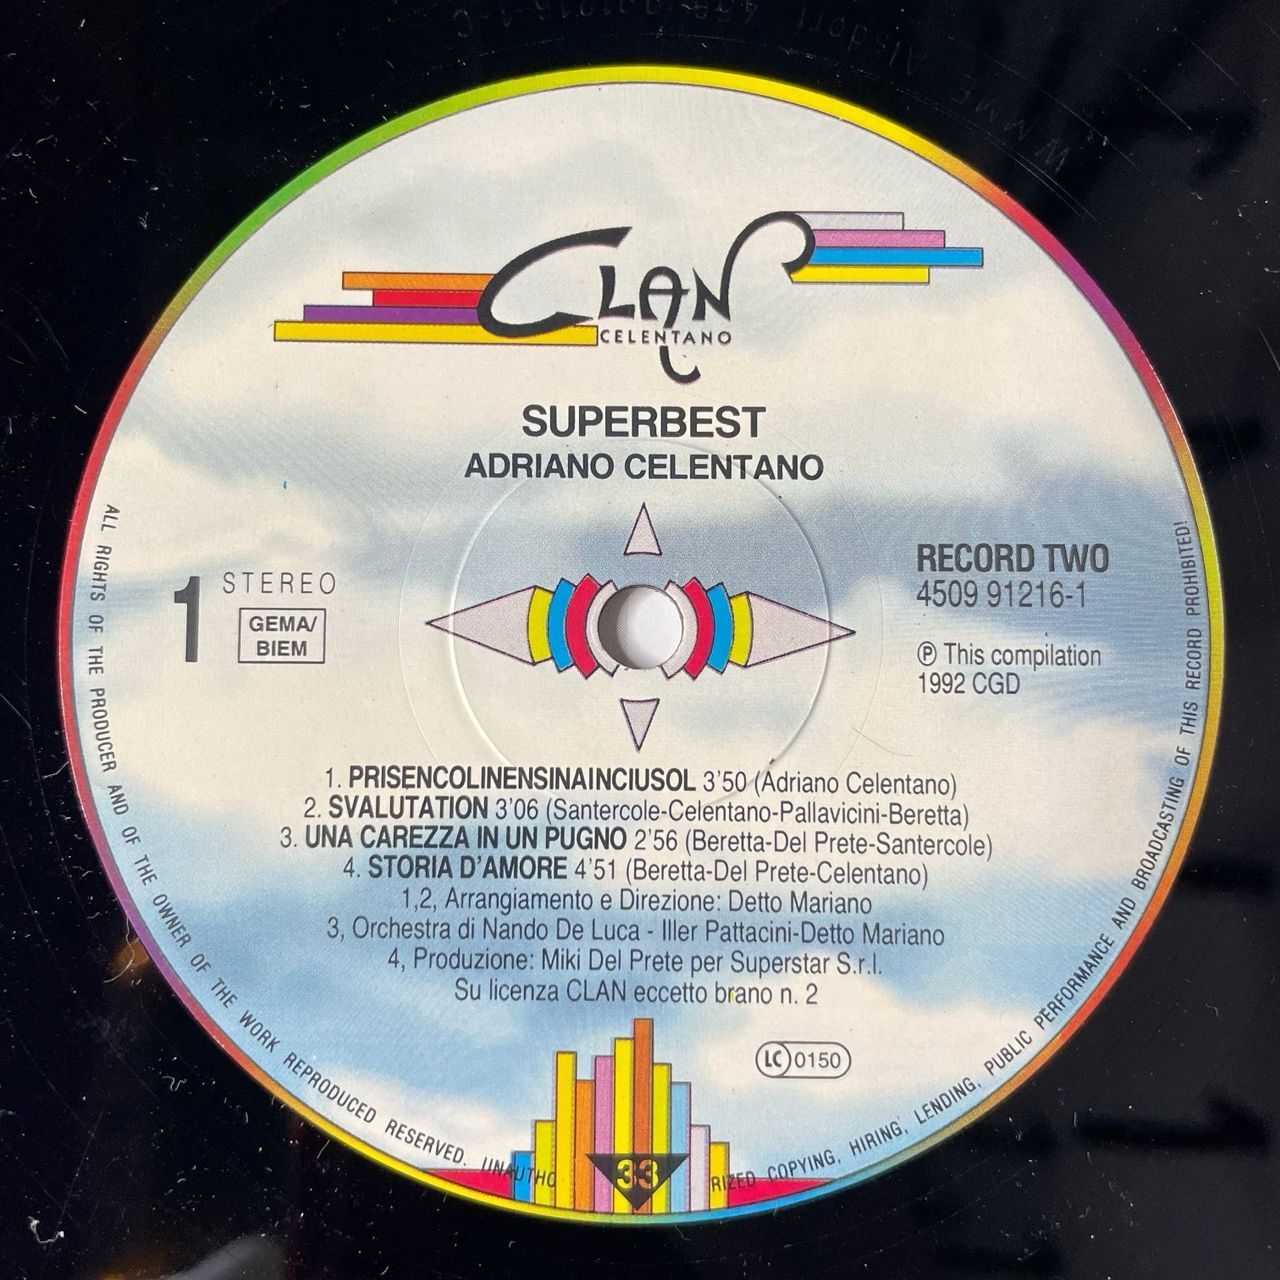 CLAN
CELENTANO
SUPERBEST
ADRIANO CELENTANO
1
STEREO
GEMA/
BIEM
RECORD TWO
4509 91216-1
Ⓟ This compilation
1992 CGD
1. PRISENCOLINENSINAINCIUSOL 3'50 (Adriano Celentano)
2. SVALUTATION 3'06 (Santercole-Celentano-Pallavicini-Beretta)
3. UNA CAREZZA IN UN PUGNO 2'56 (Beretta-Del Prete-Santercole)
4. STORIA D'AMORE 4'51 (Beretta-Del Prete-Celentano)
1,2, Arrangiamento e Direzione: Detto Mariano
3, Orchestra di Nando De Luca - Iller Pattacini-Detto Mariano
4, Produzione: Miki Del Prete per Superstar S.r.l.
Su licenza CLAN eccetto brano n. 2
LC 0150
33
ALL RIGHTS OF THE PRODUCER AND OF THE OWNER OF THE WORK REPRODUCED RESERVED. UNAUTHORIZED COPYING, HIRING, LENDING, PUBLIC PERFORMANCE AND BROADCASTING OF THIS RECORD PROHIBITED!